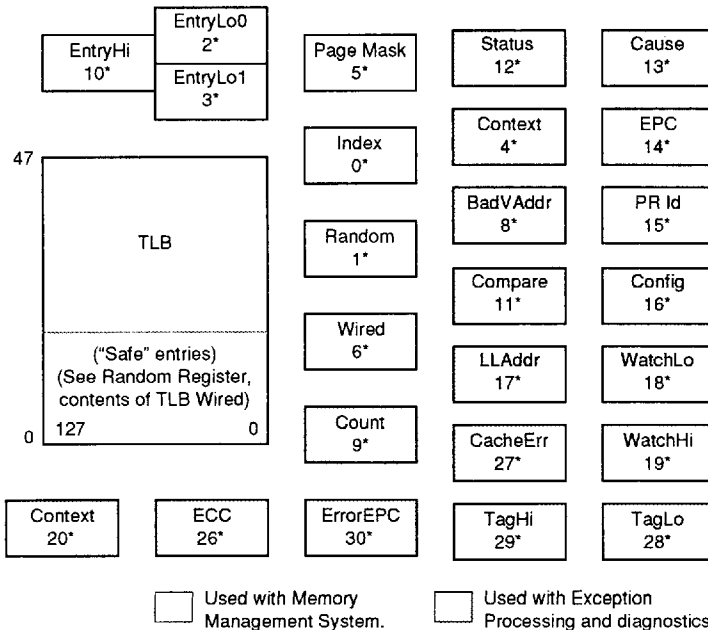 EntryLo0
2*
EntryHi
10*
EntryLo1
3*
Page Mask
5*
Status
12*
Cause
13*
Index
0*
Context
4*
EPC
14*
47
TLB
Random
1*
BadVAddr
8*
PR Id
15*
Compare
11*
Config
16*
("Safe" entries)
(See Random Register,
contents of TLB Wired)
127 0
0
Wired
6*
LLAddr
17*
WatchLo
18*
Count
9*
CacheErr
27*
WatchHi
19*
Context
20*
ECC
26*
ErrorEPC
30*
TagHi
29*
TagLo
28*
Used with Memory
Management System.
Used with Exception
Processing and diagnostics